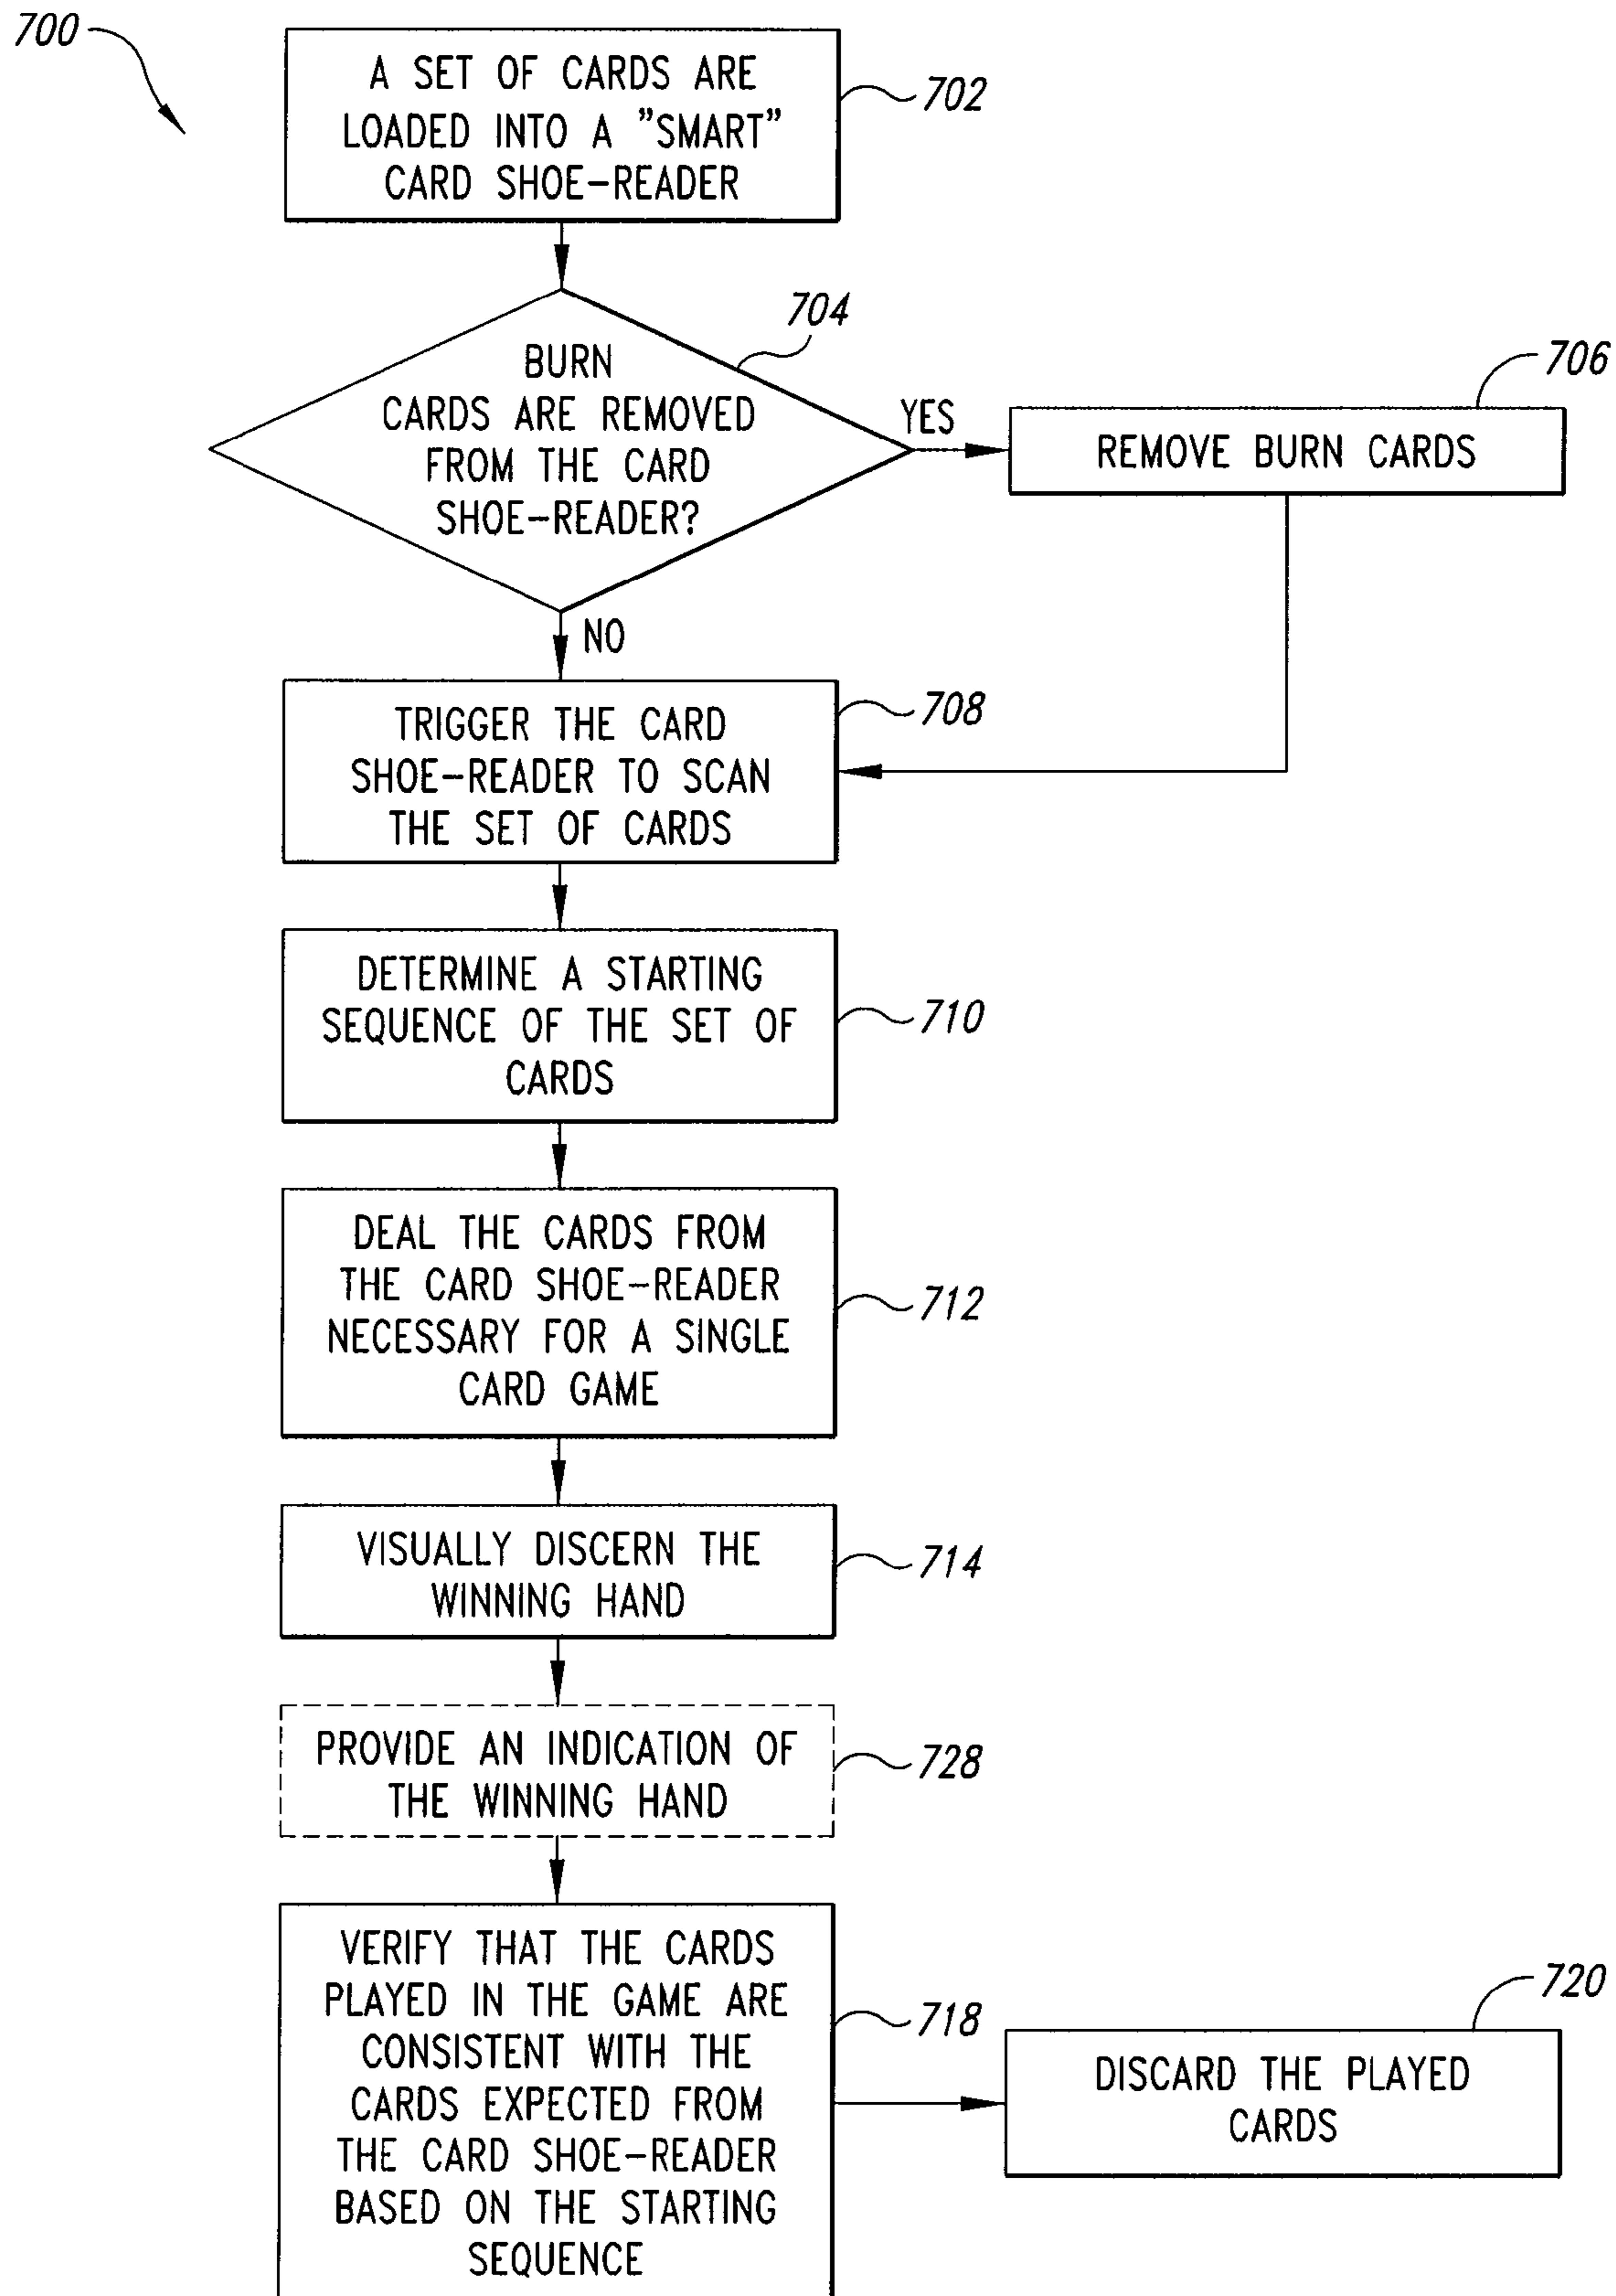 700
A SET OF CARDS ARE
LOADED INTO A "SMART"
CARD SHOE-READER
702
704
BURN
CARDS ARE REMOVED
FROM THE CARD
SHOE-READER?
YES
706
REMOVE BURN CARDS
NO
TRIGGER THE CARD
SHOE-READER TO SCAN
THE SET OF CARDS
708
DETERMINE A STARTING
SEQUENCE OF THE SET OF
CARDS
710
DEAL THE CARDS FROM
THE CARD SHOE-READER
NECESSARY FOR A SINGLE
CARD GAME
712
VISUALLY DISCERN THE
WINNING HAND
714
PROVIDE AN INDICATION OF
THE WINNING HAND
728
VERIFY THAT THE CARDS
PLAYED IN THE GAME ARE
CONSISTENT WITH THE
CARDS EXPECTED FROM
THE CARD SHOE-READER
BASED ON THE STARTING
SEQUENCE
718
720
DISCARD THE PLAYED
CARDS